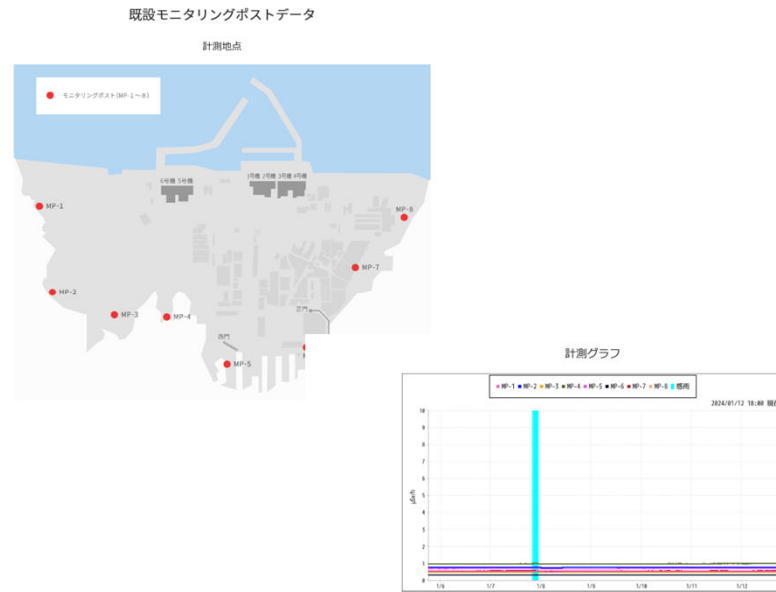 既設モニタリングポストデータ
計測地点
モニタリングポスト(MP-1～8)
6号機 5号機
1号機 2号機 3号機 4号機
MP-1
MP-8
MP-7
MP-2
MP-3
MP-4
正門
西門
MP-5
計測グラフ
MP-1 MP-2 MP-3 MP-4 MP-5 MP-6 MP-7 MP-8 感雨
2024/01/12 18:00 現在
10
9
8
7
6
5
4
3
2
1
0
μSv/h
1/6 1/7 1/8 1/9 1/10 1/11 1/12